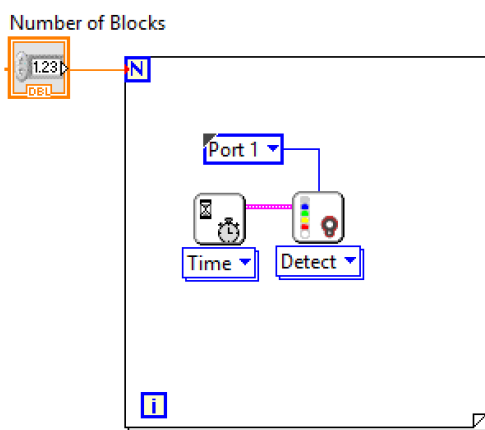 Number of Blocks
1.23
DBL
N
Port 1
Time
Detect
i